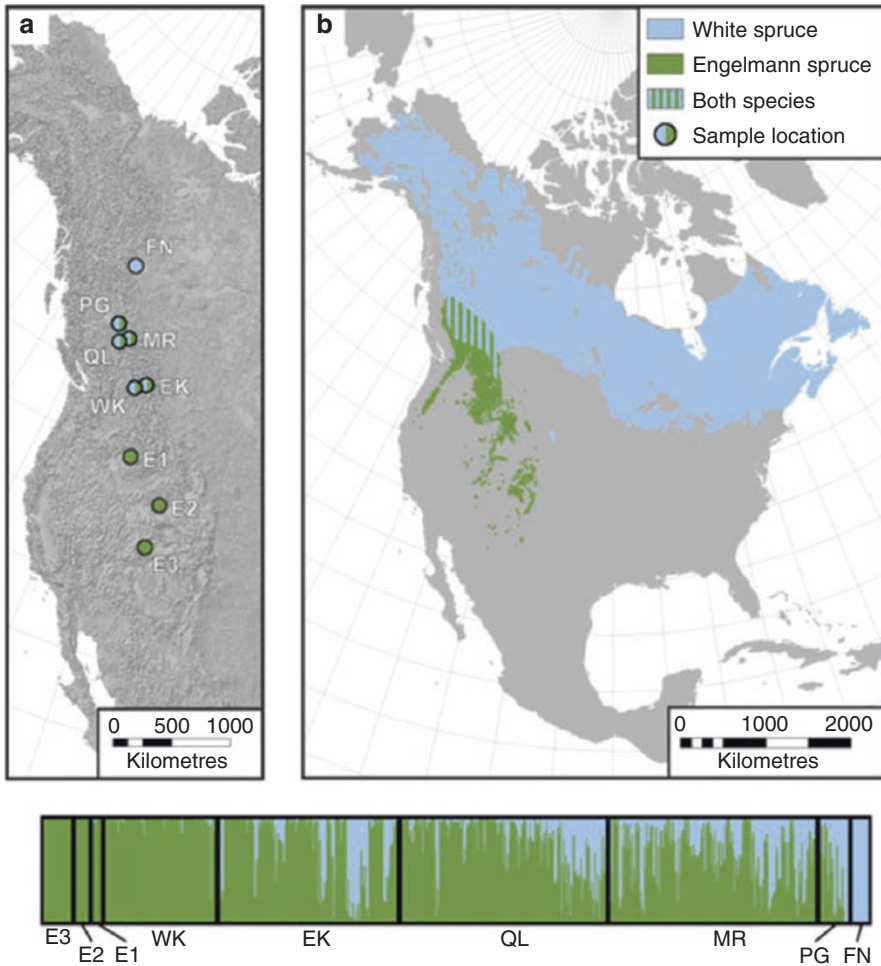 a
FN
PG
MR
QL
EK
WK
E1
E2
E3
0 500 1000
Kilometres
b
White spruce
Engelmann spruce
Both species
Sample location
0 1000 2000
Kilometres
E3 E2 E1 WK EK QL MR PG FN